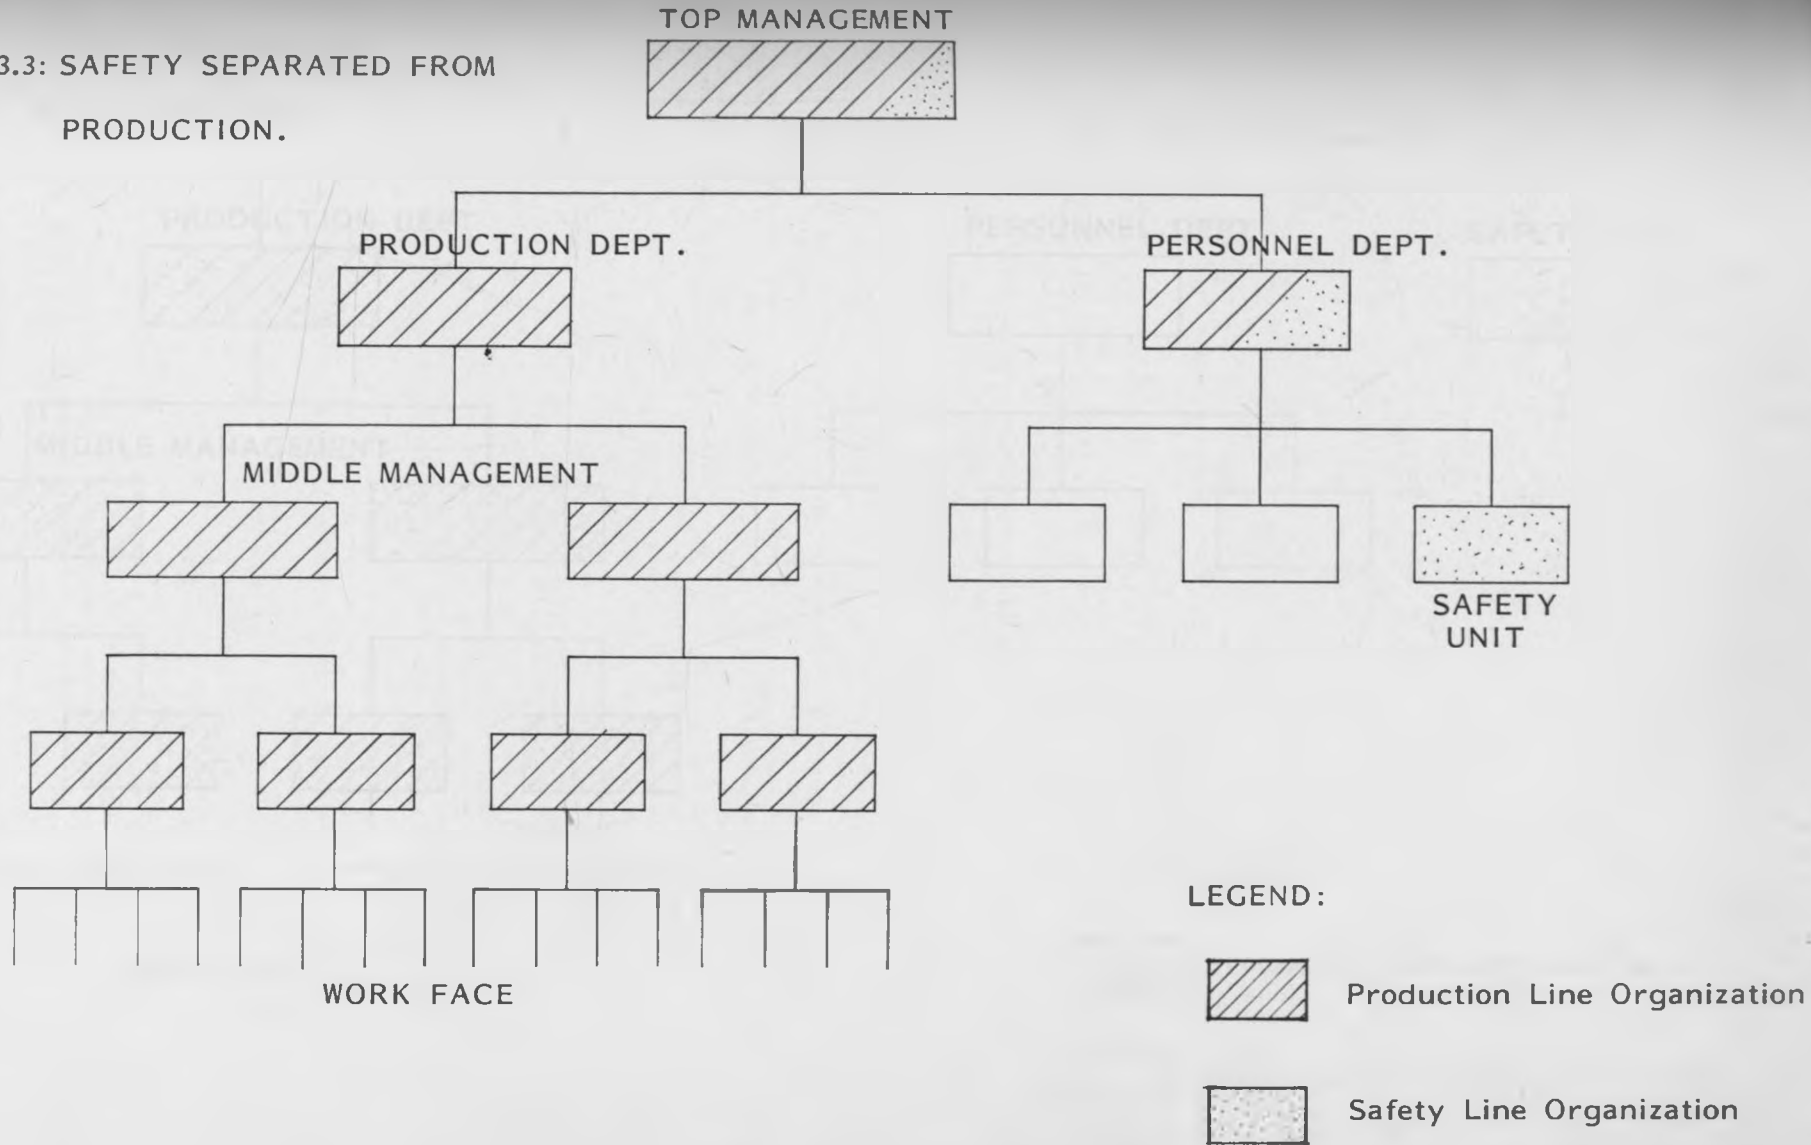 3.3: SAFETY SEPARATED FROM
PRODUCTION.
TOP MANAGEMENT
PRODUCTION DEPT.
PERSONNEL DEPT.
MIDDLE MANAGEMENT
SAFETY
UNIT
WORK FACE
LEGEND:
Production Line Organization
Safety Line Organization